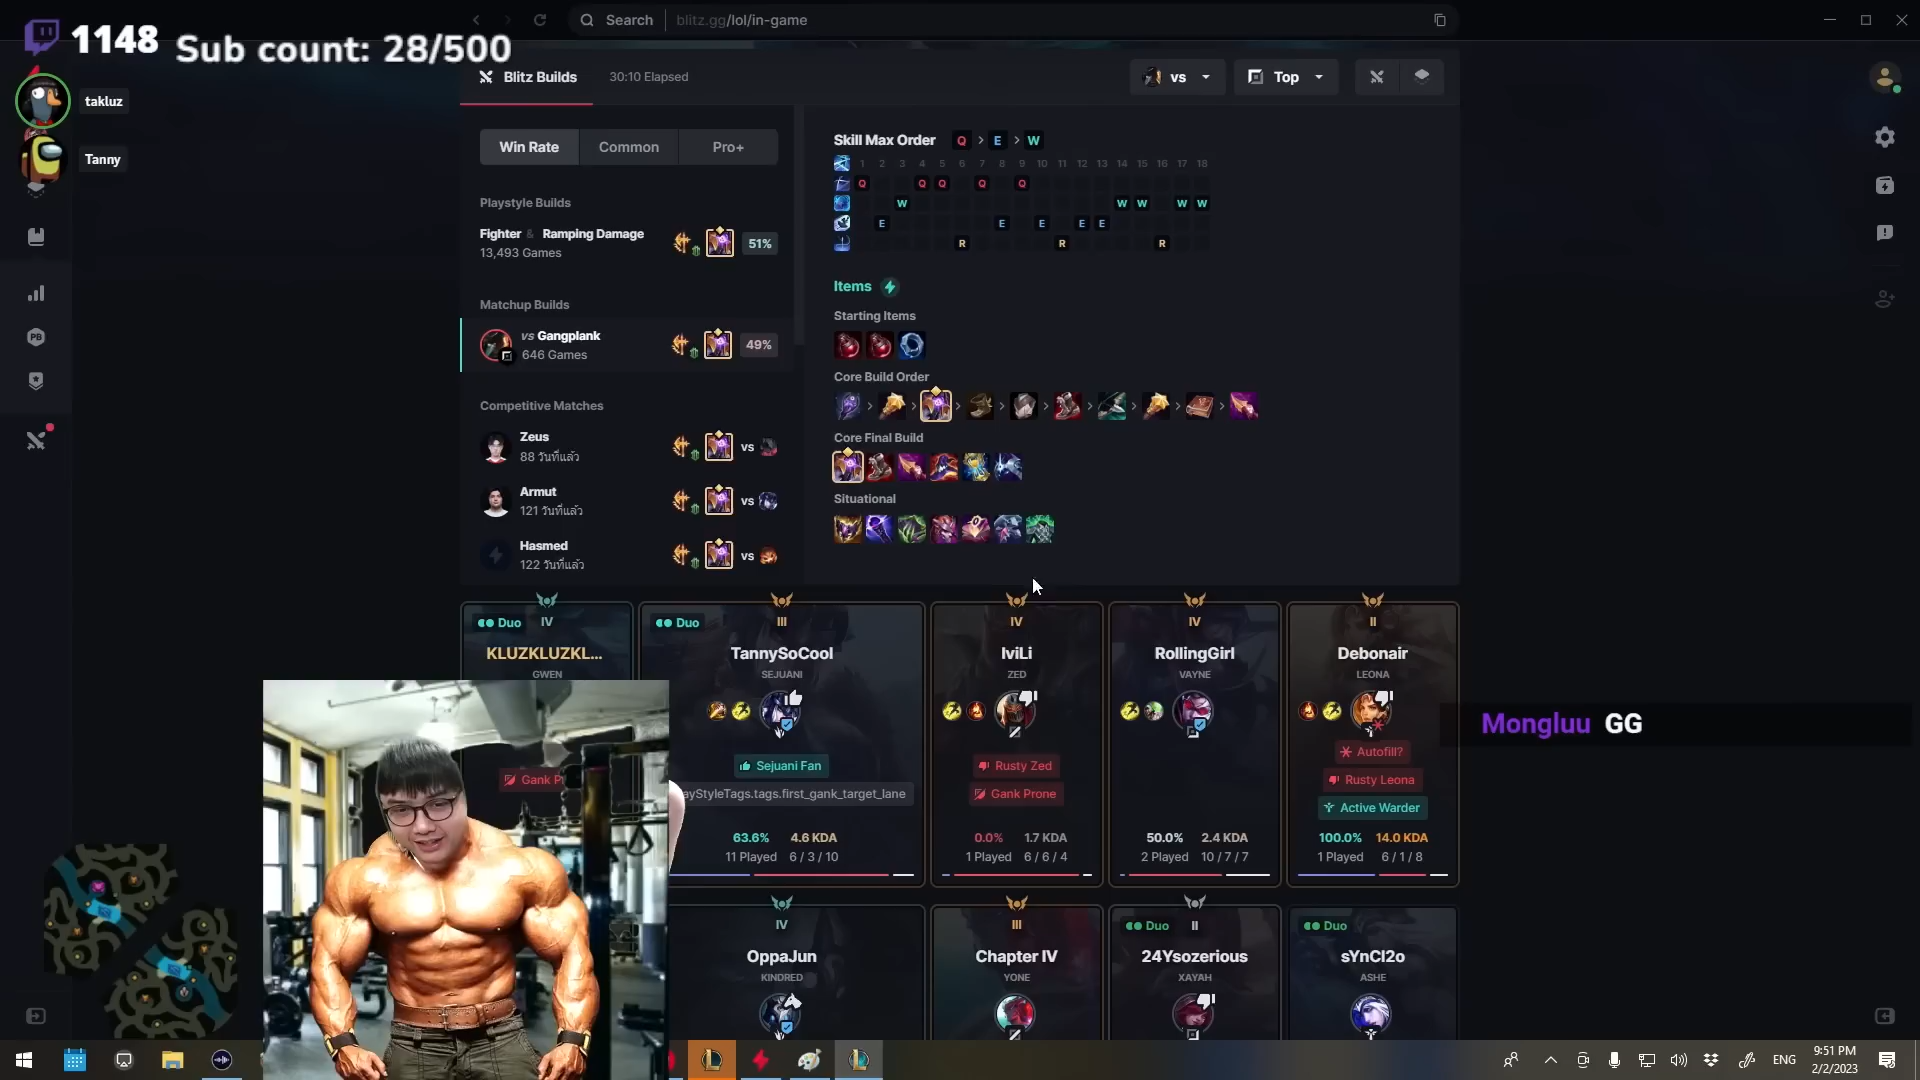 Search blitz.gg/lol/in-game
1148 Sub count: 28/500
takluz
Tanny
Blitz Builds 30:10 Elapsed
vs
Top
Win Rate Common Pro+
Playstyle Builds
Fighter & Ramping Damage
13,493 Games
51%
Matchup Builds
vs Gangplank
646 Games
49%
Competitive Matches
Zeus
88 วันที่แล้ว
vs
Armut
121 วันที่แล้ว
vs
Hasmed
122 วันที่แล้ว
vs
Skill Max Order Q > E > W
1 2 3 4 5 6 7 8 9 10 11 12 13 14 15 16 17 18
Q Q Q Q Q
W W W W W
E E E E E
R R R
Items
Starting Items
Core Build Order
Core Final Build
Situational
Duo IV
KLUZKLUZKL...
GWEN
Gank P
Duo III
TannySoCool
SEJUANI
Sejuani Fan
ayStyleTags.tags.first_gank_target_lane
63.6% 4.6 KDA
11 Played 6 / 3 / 10
IV
IviLi
ZED
Rusty Zed
Gank Prone
0.0% 1.7 KDA
1 Played 6 / 6 / 4
IV
RollingGirl
VAYNE
50.0% 2.4 KDA
2 Played 10 / 7 / 7
II
Debonair
LEONA
Autofill?
Rusty Leona
Active Warder
100.0% 14.0 KDA
1 Played 6 / 1 / 8
Mongluu GG
IV
OppaJun
KINDRED
III
Chapter IV
YONE
Duo II
24Ysozerious
XAYAH
Duo
sYnCl2o
ASHE
PB
ENG
9:51 PM
2/2/2023